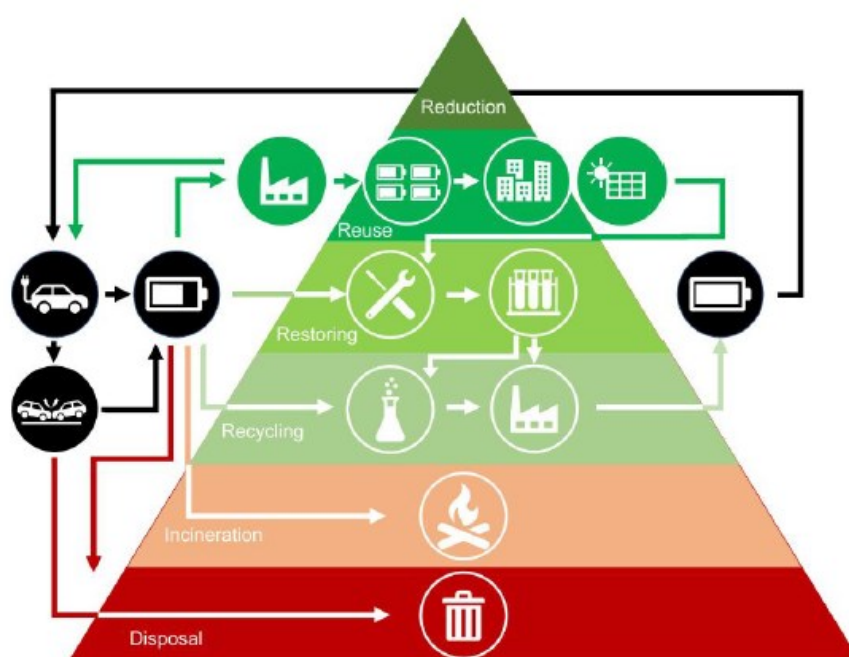 Reduction
Reuse
Restoring
Recycling
Incineration
Disposal